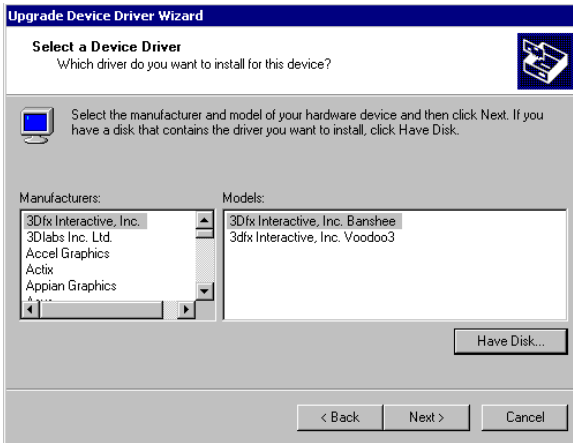 Upgrade Device Driver Wizard
Select a Device Driver
Which driver do you want to install for this device?
Select the manufacturer and model of your hardware device and then click Next. If you
have a disk that contains the driver you want to install, click Have Disk.
Manufacturers:
3Dfx Interactive, Inc.
3Dlabs Inc. Ltd.
Accel Graphics
Actix
Appian Graphics
Models:
3Dfx Interactive, Inc. Banshee
3dfx Interactive, Inc. Voodoo3
Have Disk...
< Back
Next >
Cancel